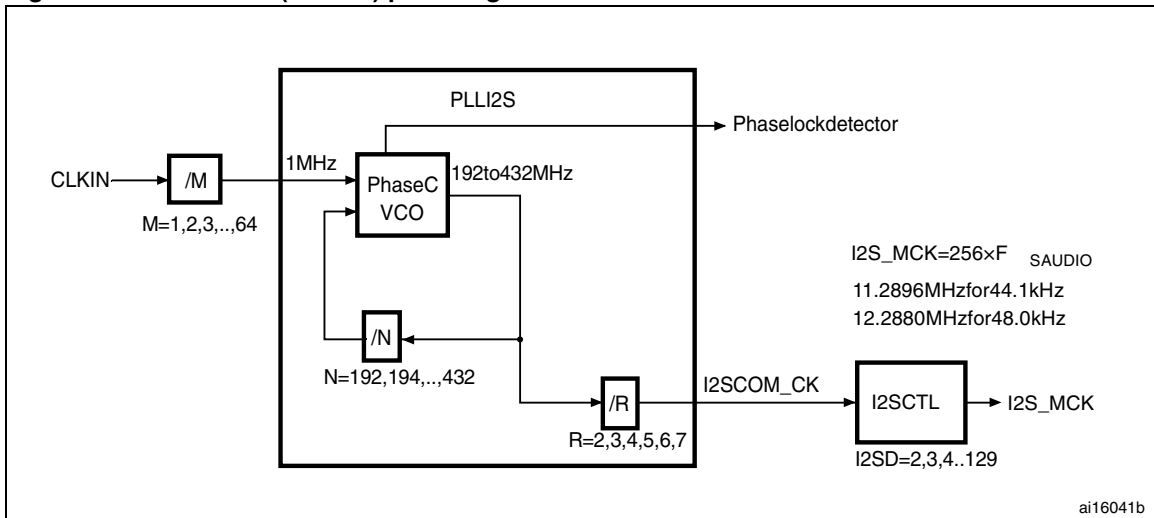 PLLI2S
Phaselockdetector
1MHz
192to432MHz
CLKIN
/M
PhaseC
VCO
M=1,2,3,..,64
I2S_MCK=256×F SAUDIO
11.2896MHzfor44.1kHz
12.2880MHzfor48.0kHz
/N
N=192,194,..,432
I2SCOM_CK
/R
I2SCTL
I2S_MCK
R=2,3,4,5,6,7
I2SD=2,3,4..129
ai16041b